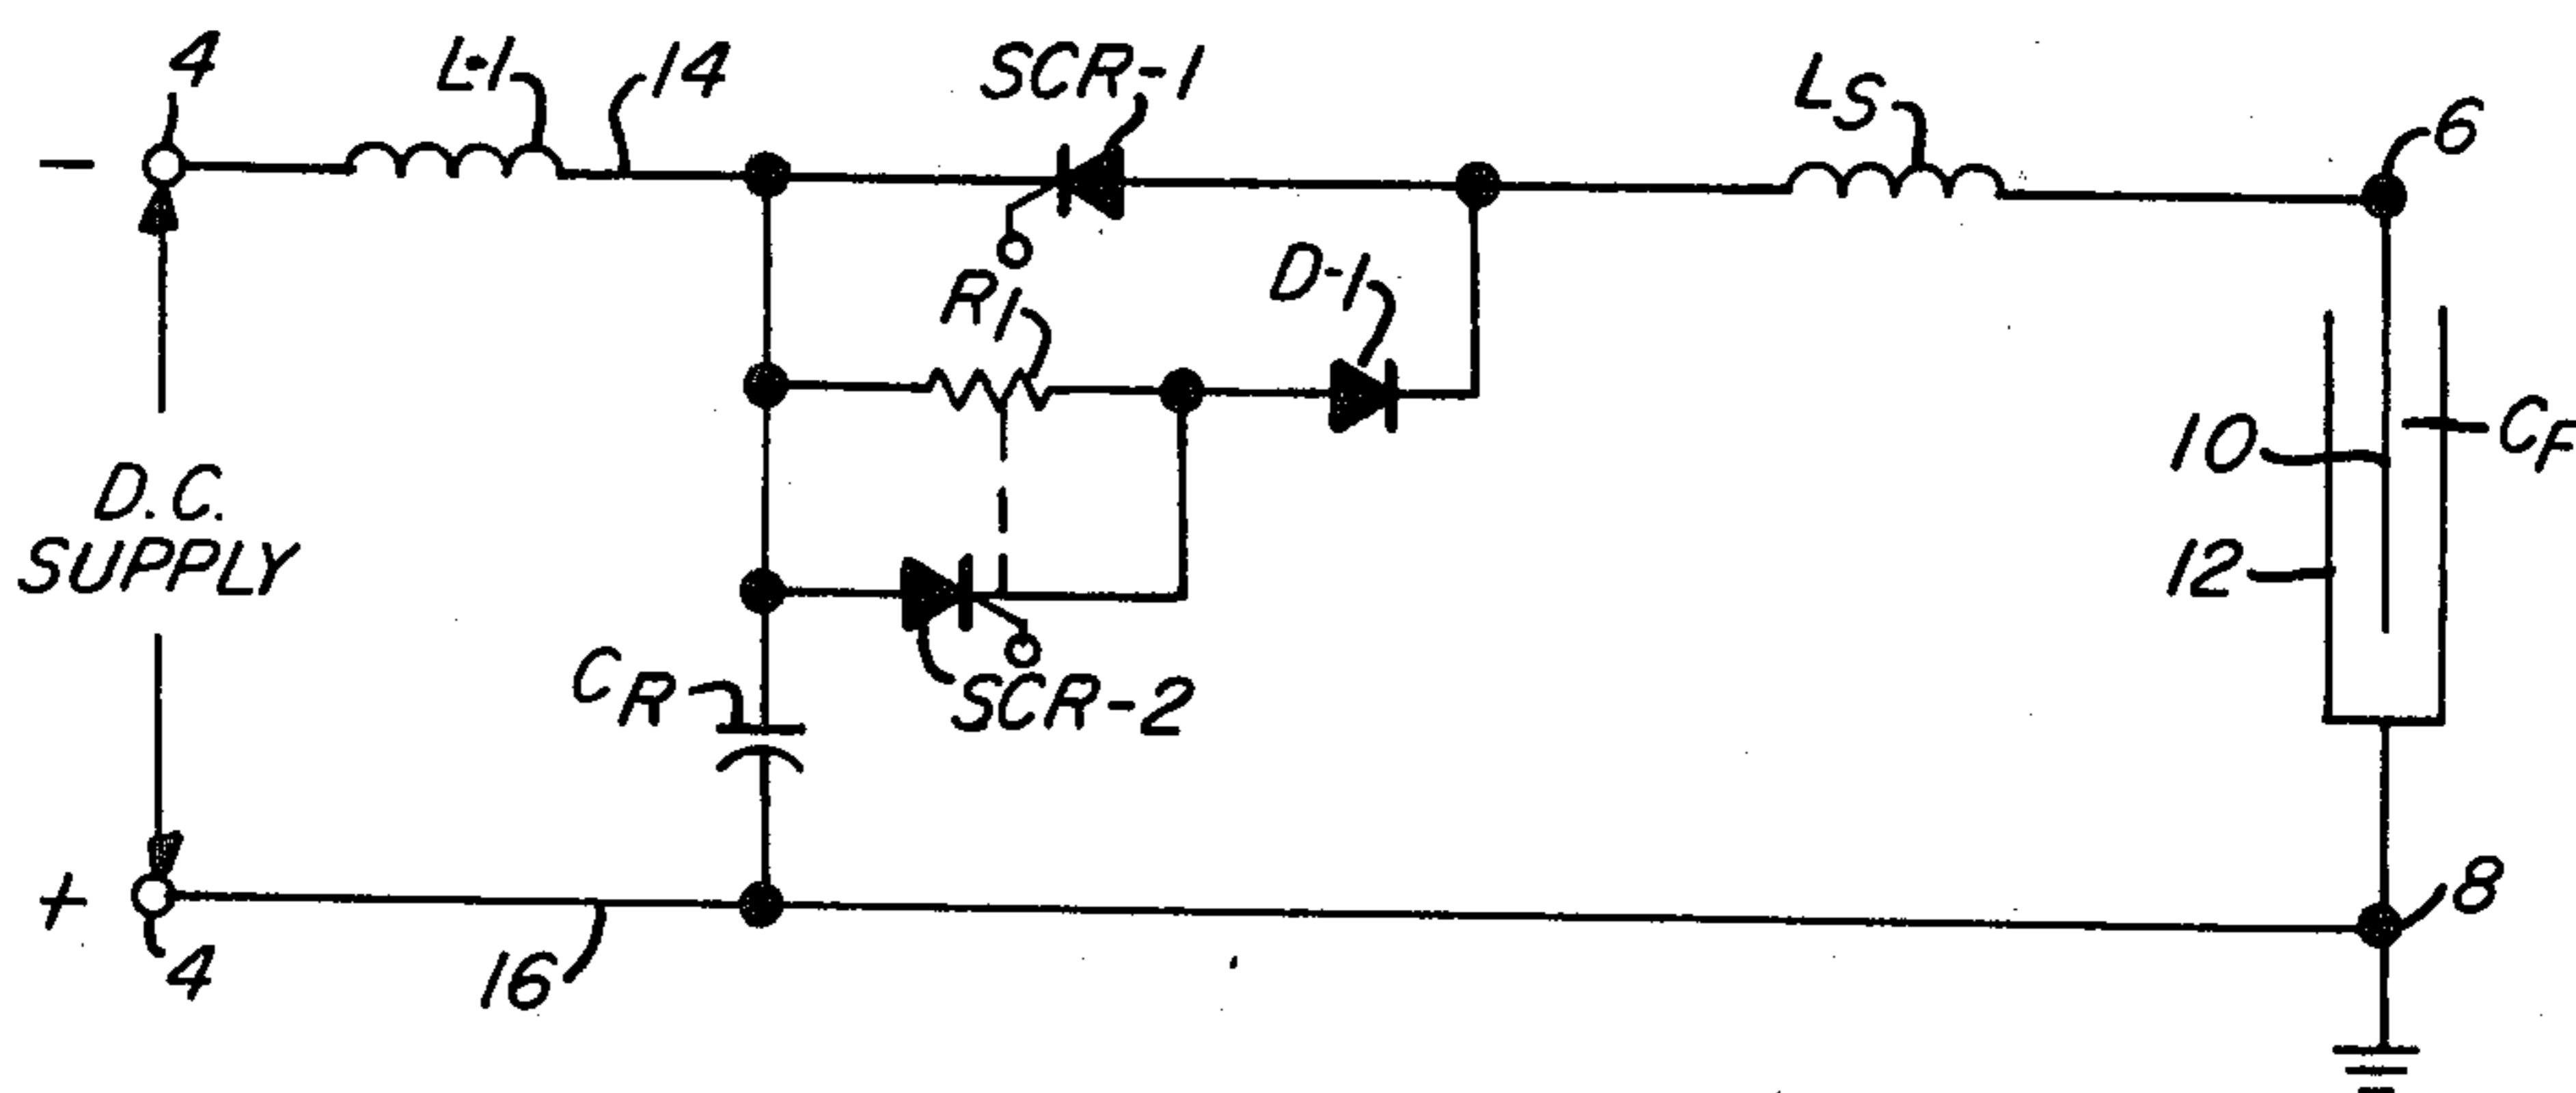 4
L-1
14
SCR-1
LS
6
-
R1
D-1
10
CF
D.C.
SUPPLY
12
CR
SCR-2
+
4
16
8